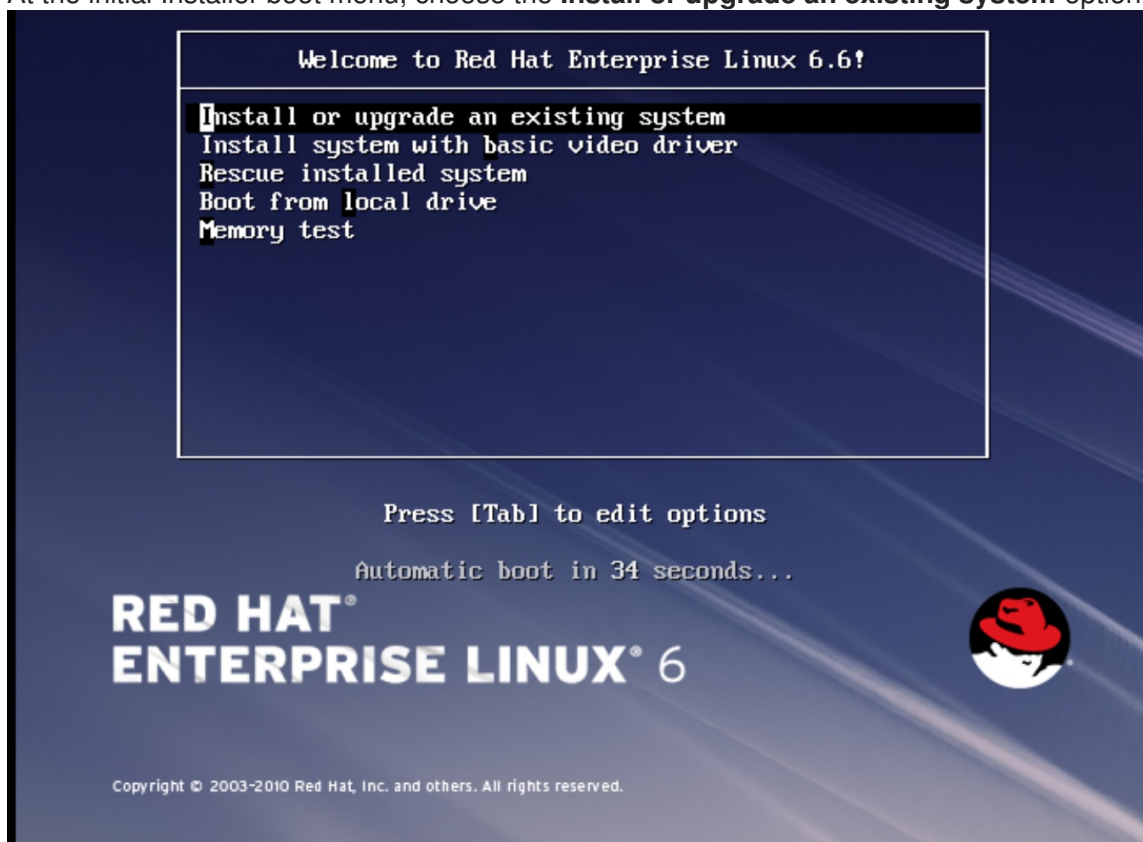 At the initial installer boot menu, choose the install or upgrade an existing system option
Welcome to Red Hat Enterprise Linux 6.6!
Install or upgrade an existing system
Install system with basic video driver
Rescue installed system
Boot from local drive
Memory test
Press [Tab] to edit options
Automatic boot in 34 seconds...
RED HAT®
ENTERPRISE LINUX® 6
Copyright © 2003-2010 Red Hat, Inc. and others. All rights reserved.